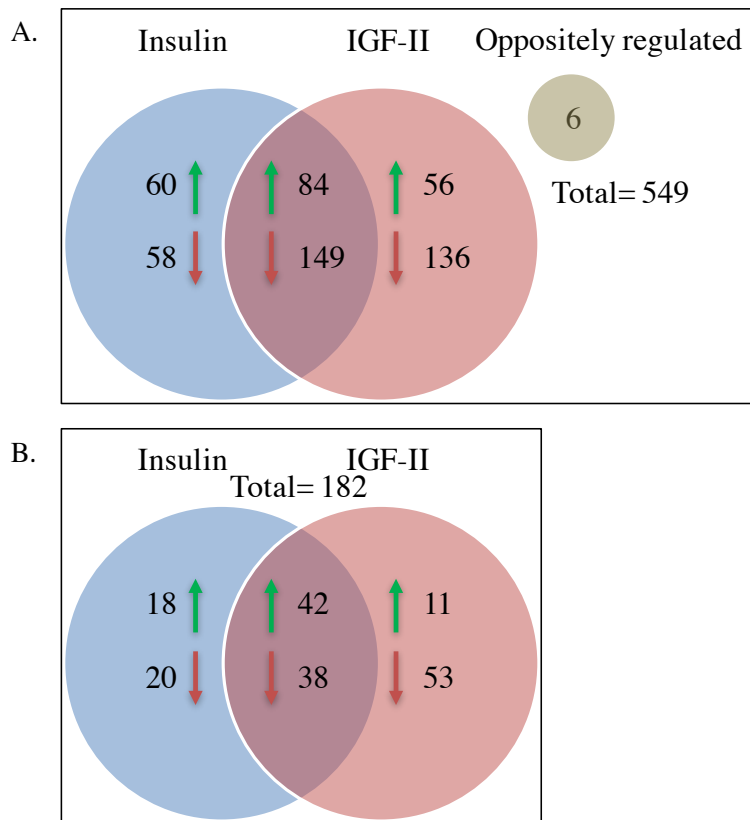 A.
Insulin IGF-II Oppositely regulated
6
60 84 56
Total= 549
58 149 136
B.
Insulin IGF-II
Total= 182
18 42 11
20 38 53